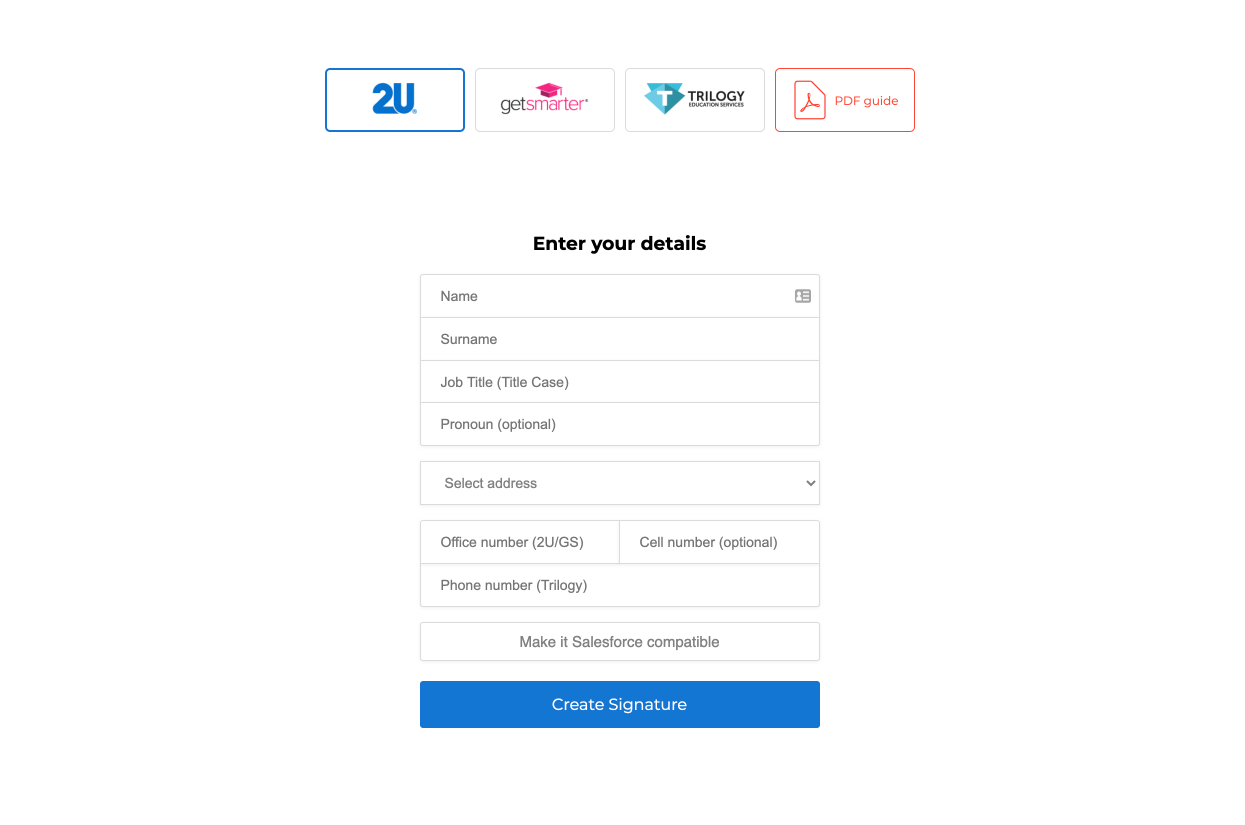 2U®
getsmarter
TRILOGY
EDUCATION SERVICES
PDF guide
Enter your details
Name
Surname
Job Title (Title Case)
Pronoun (optional)
Select address
Office number (2U/GS)
Cell number (optional)
Phone number (Trilogy)
Make it Salesforce compatible
Create Signature